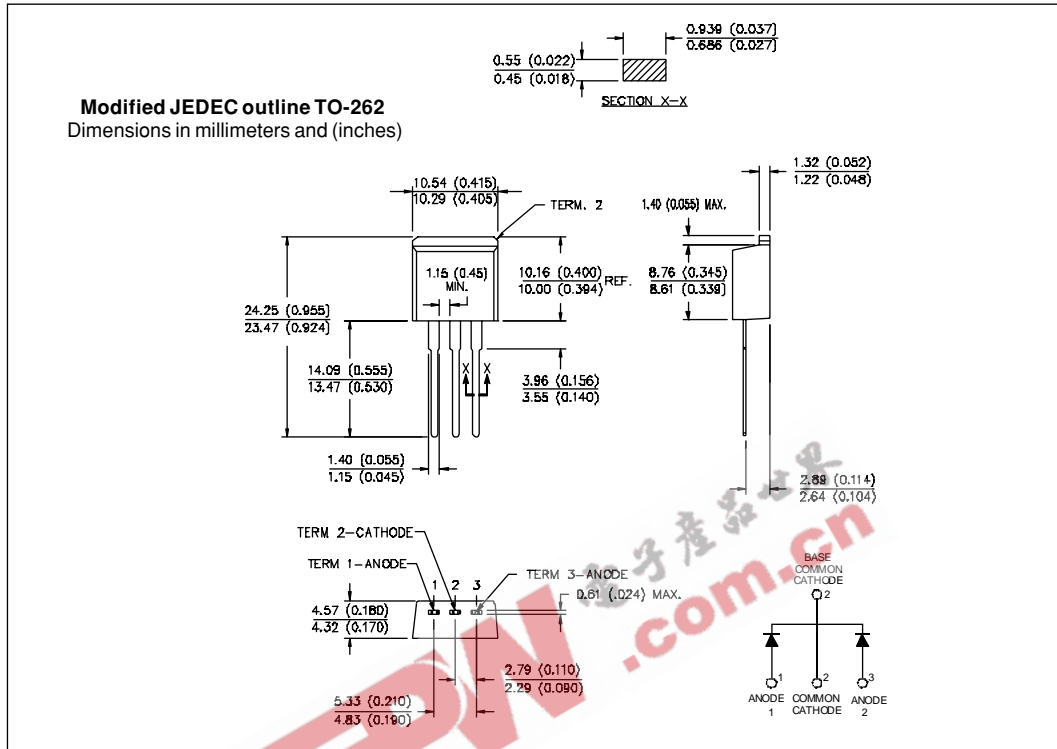 0.939 (0.037)
0.686 (0.027)
0.55 (0.022)
0.45 (0.018)
SECTION X-X
Modified JEDEC outline TO-262
Dimensions in millimeters and (inches)
10.54 (0.415)
10.29 (0.405)
TERM. 2
1.32 (0.052)
1.22 (0.048)
1.40 (0.055) MAX.
1.15 (0.45)
MIN.
10.16 (0.400)
10.00 (0.394)
REF.
8.76 (0.345)
8.61 (0.339)
24.25 (0.955)
23.47 (0.924)
14.09 (0.555)
13.47 (0.530)
X X
3.96 (0.156)
3.55 (0.140)
1.40 (0.055)
1.15 (0.045)
2.89 (0.114)
2.64 (0.104)
TERM 2-CATHODE
TERM 1-ANODE
1 2 3
TERM 3-ANODE
0.61 (.024) MAX.
4.57 (0.180)
4.32 (0.170)
2.79 (0.110)
2.29 (0.090)
5.33 (0.210)
4.83 (0.190)
BASE
COMMON
CATHODE
2
1 2 3
ANODE
1
COMMON
CATHODE
ANODE
2
電子產品世界
.com.cn